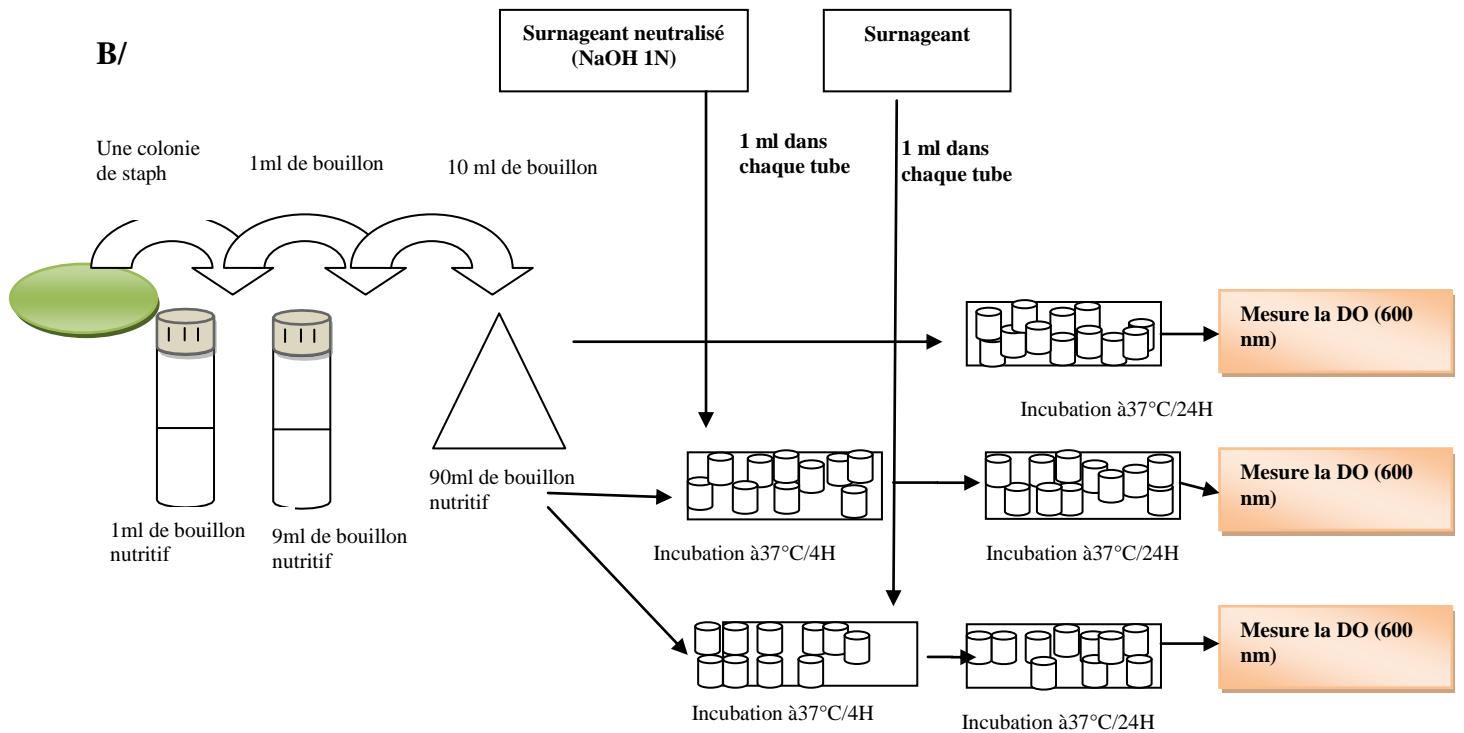 B/
Surnageant neutralisé
(NaOH 1N)
Surnageant
Une colonie
de staph
1ml de bouillon
10 ml de bouillon
1 ml dans
chaque tube
1 ml dans
chaque tube
Mesure la DO (600
nm)
Incubation à37°C/24H
90ml de bouillon
nutritif
1ml de bouillon
nutritif
9ml de bouillon
nutritif
Incubation à37°C/4H
Incubation à37°C/24H
Mesure la DO (600
nm)
Incubation à37°C/4H
Incubation à37°C/24H
Mesure la DO (600
nm)